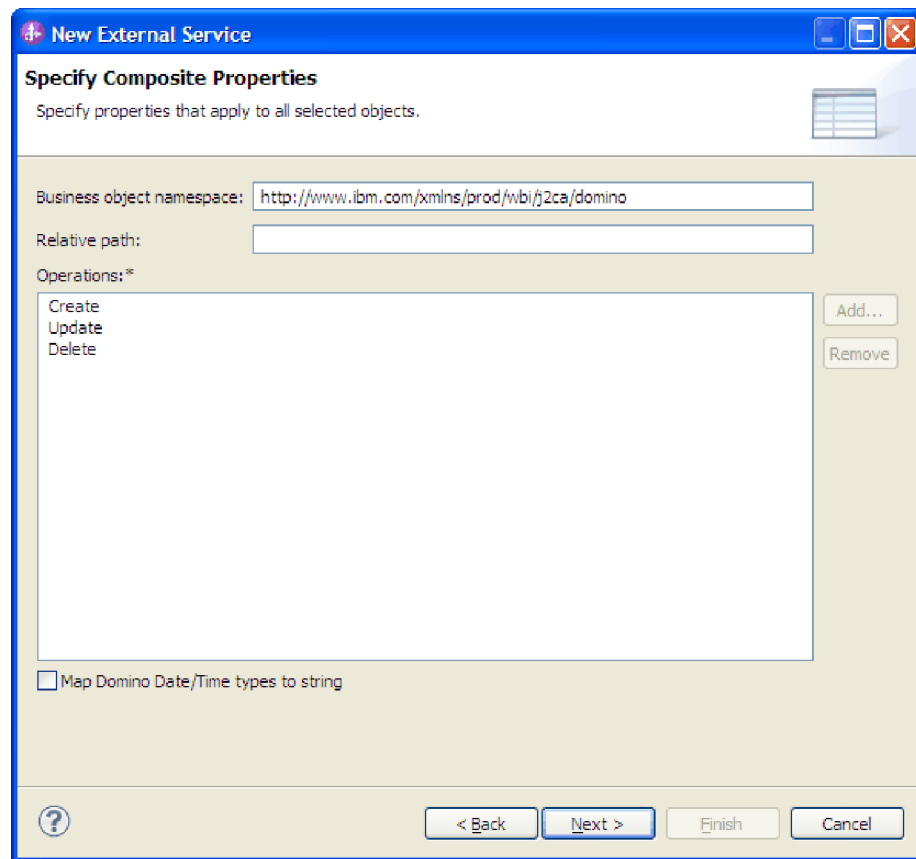 New External Service
Specify Composite Properties
Specify properties that apply to all selected objects.
Business object namespace: http://www.ibm.com/xmlns/prod/wbi/j2ca/domino
Relative path:
Operations:*
Create
Update
Delete
Add...
Remove
Map Domino Date/Time types to string
?
< Back
Next >
Finish
Cancel